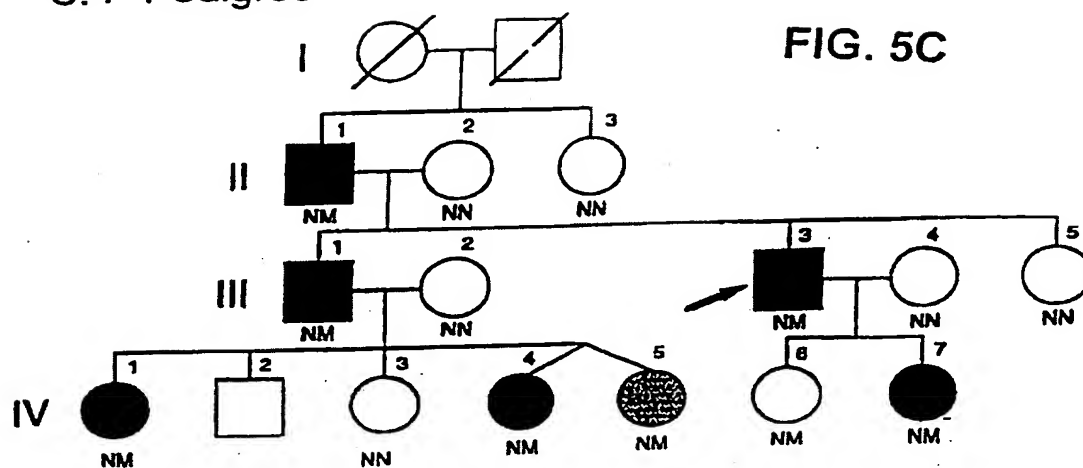 FIG. 5C
I
1 2 3
II
NM NN NN
1 2 3 4 5
III
NM NN NM NN NN
1 2 3 4 5 6 7
IV
NM NN NM NM NM NM